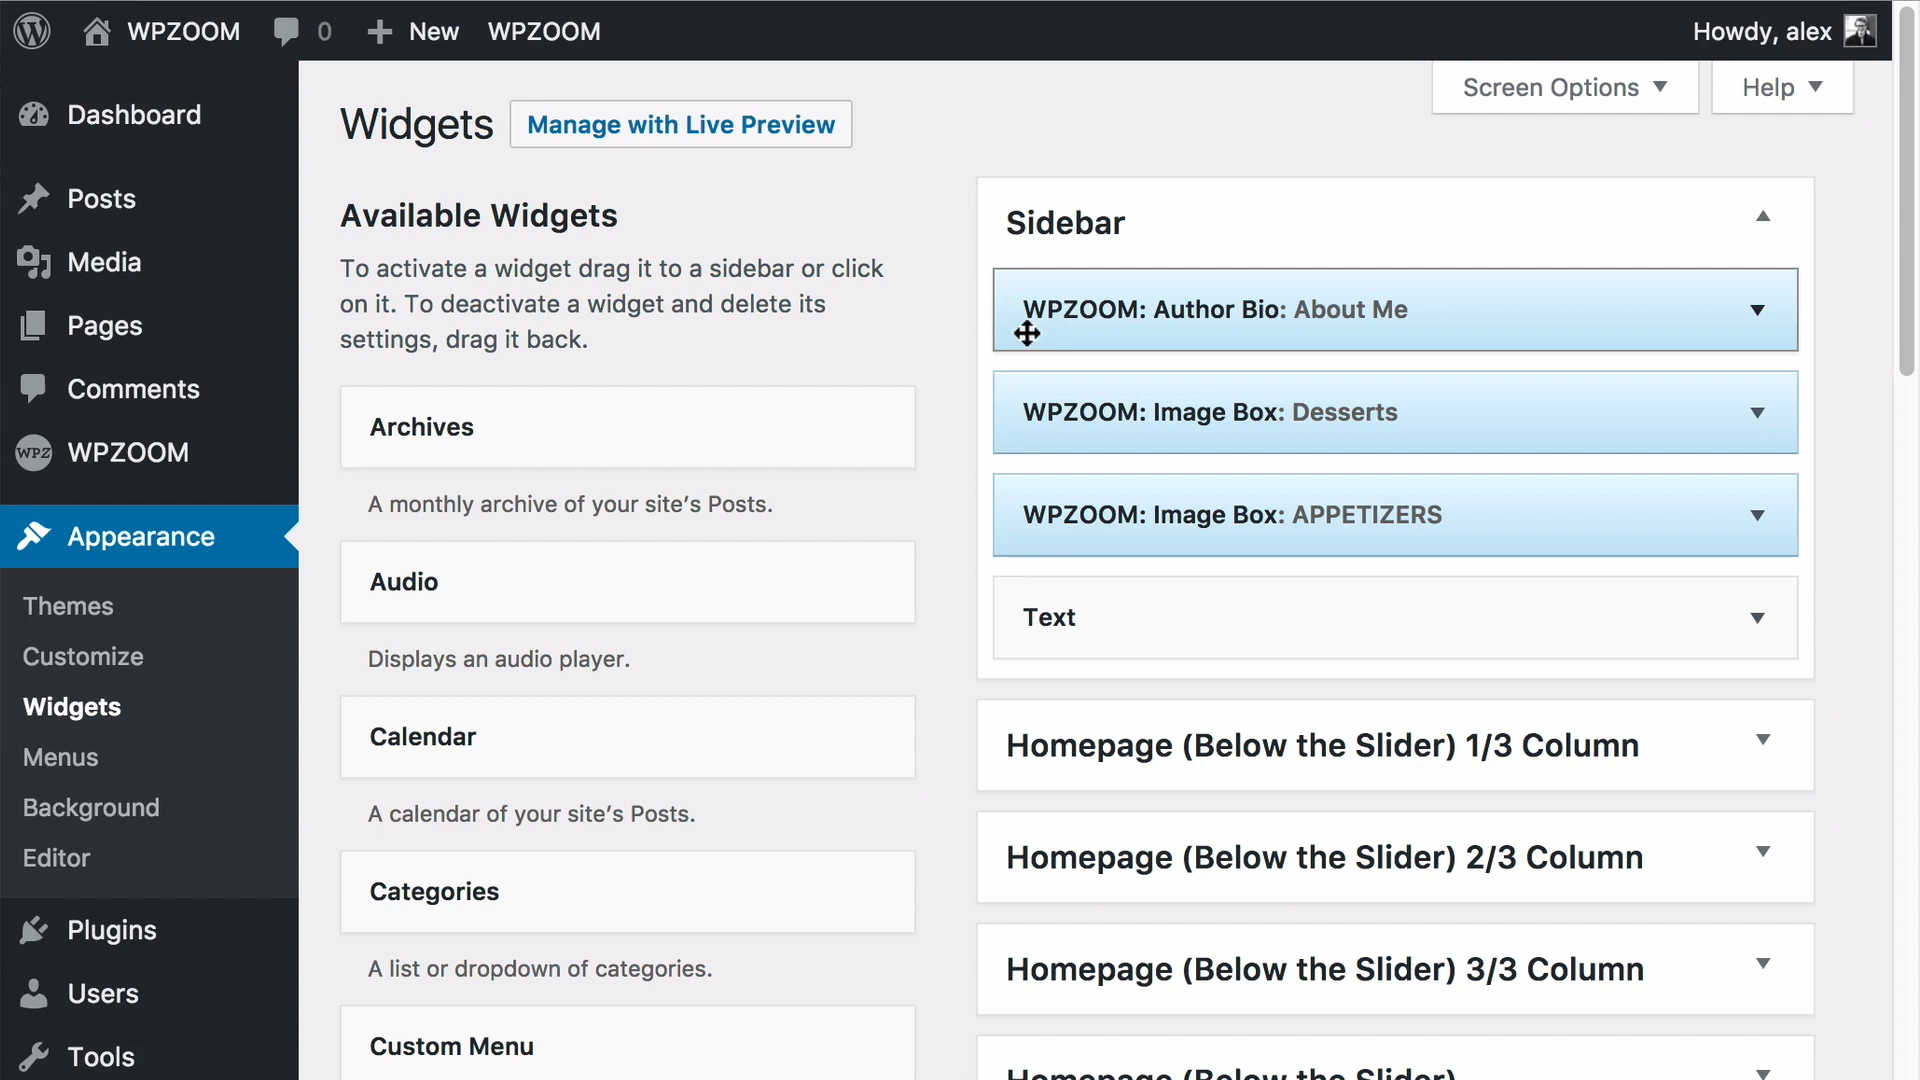 WPZOOM 0 New WPZOOM Howdy, alex
Screen Options Help
Dashboard
Posts
Media
Pages
Comments
WPZ WPZOOM
Appearance
Themes
Customize
Widgets
Menus
Background
Editor
Plugins
Users
Tools
Widgets Manage with Live Preview
Available Widgets
To activate a widget drag it to a sidebar or click
on it. To deactivate a widget and delete its
settings, drag it back.
Archives
A monthly archive of your site’s Posts.
Audio
Displays an audio player.
Calendar
A calendar of your site’s Posts.
Categories
A list or dropdown of categories.
Custom Menu
Sidebar
WPZOOM: Author Bio: About Me
WPZOOM: Image Box: Desserts
WPZOOM: Image Box: APPETIZERS
Text
Homepage (Below the Slider) 1/3 Column
Homepage (Below the Slider) 2/3 Column
Homepage (Below the Slider) 3/3 Column
Homepage (Below the Slider)